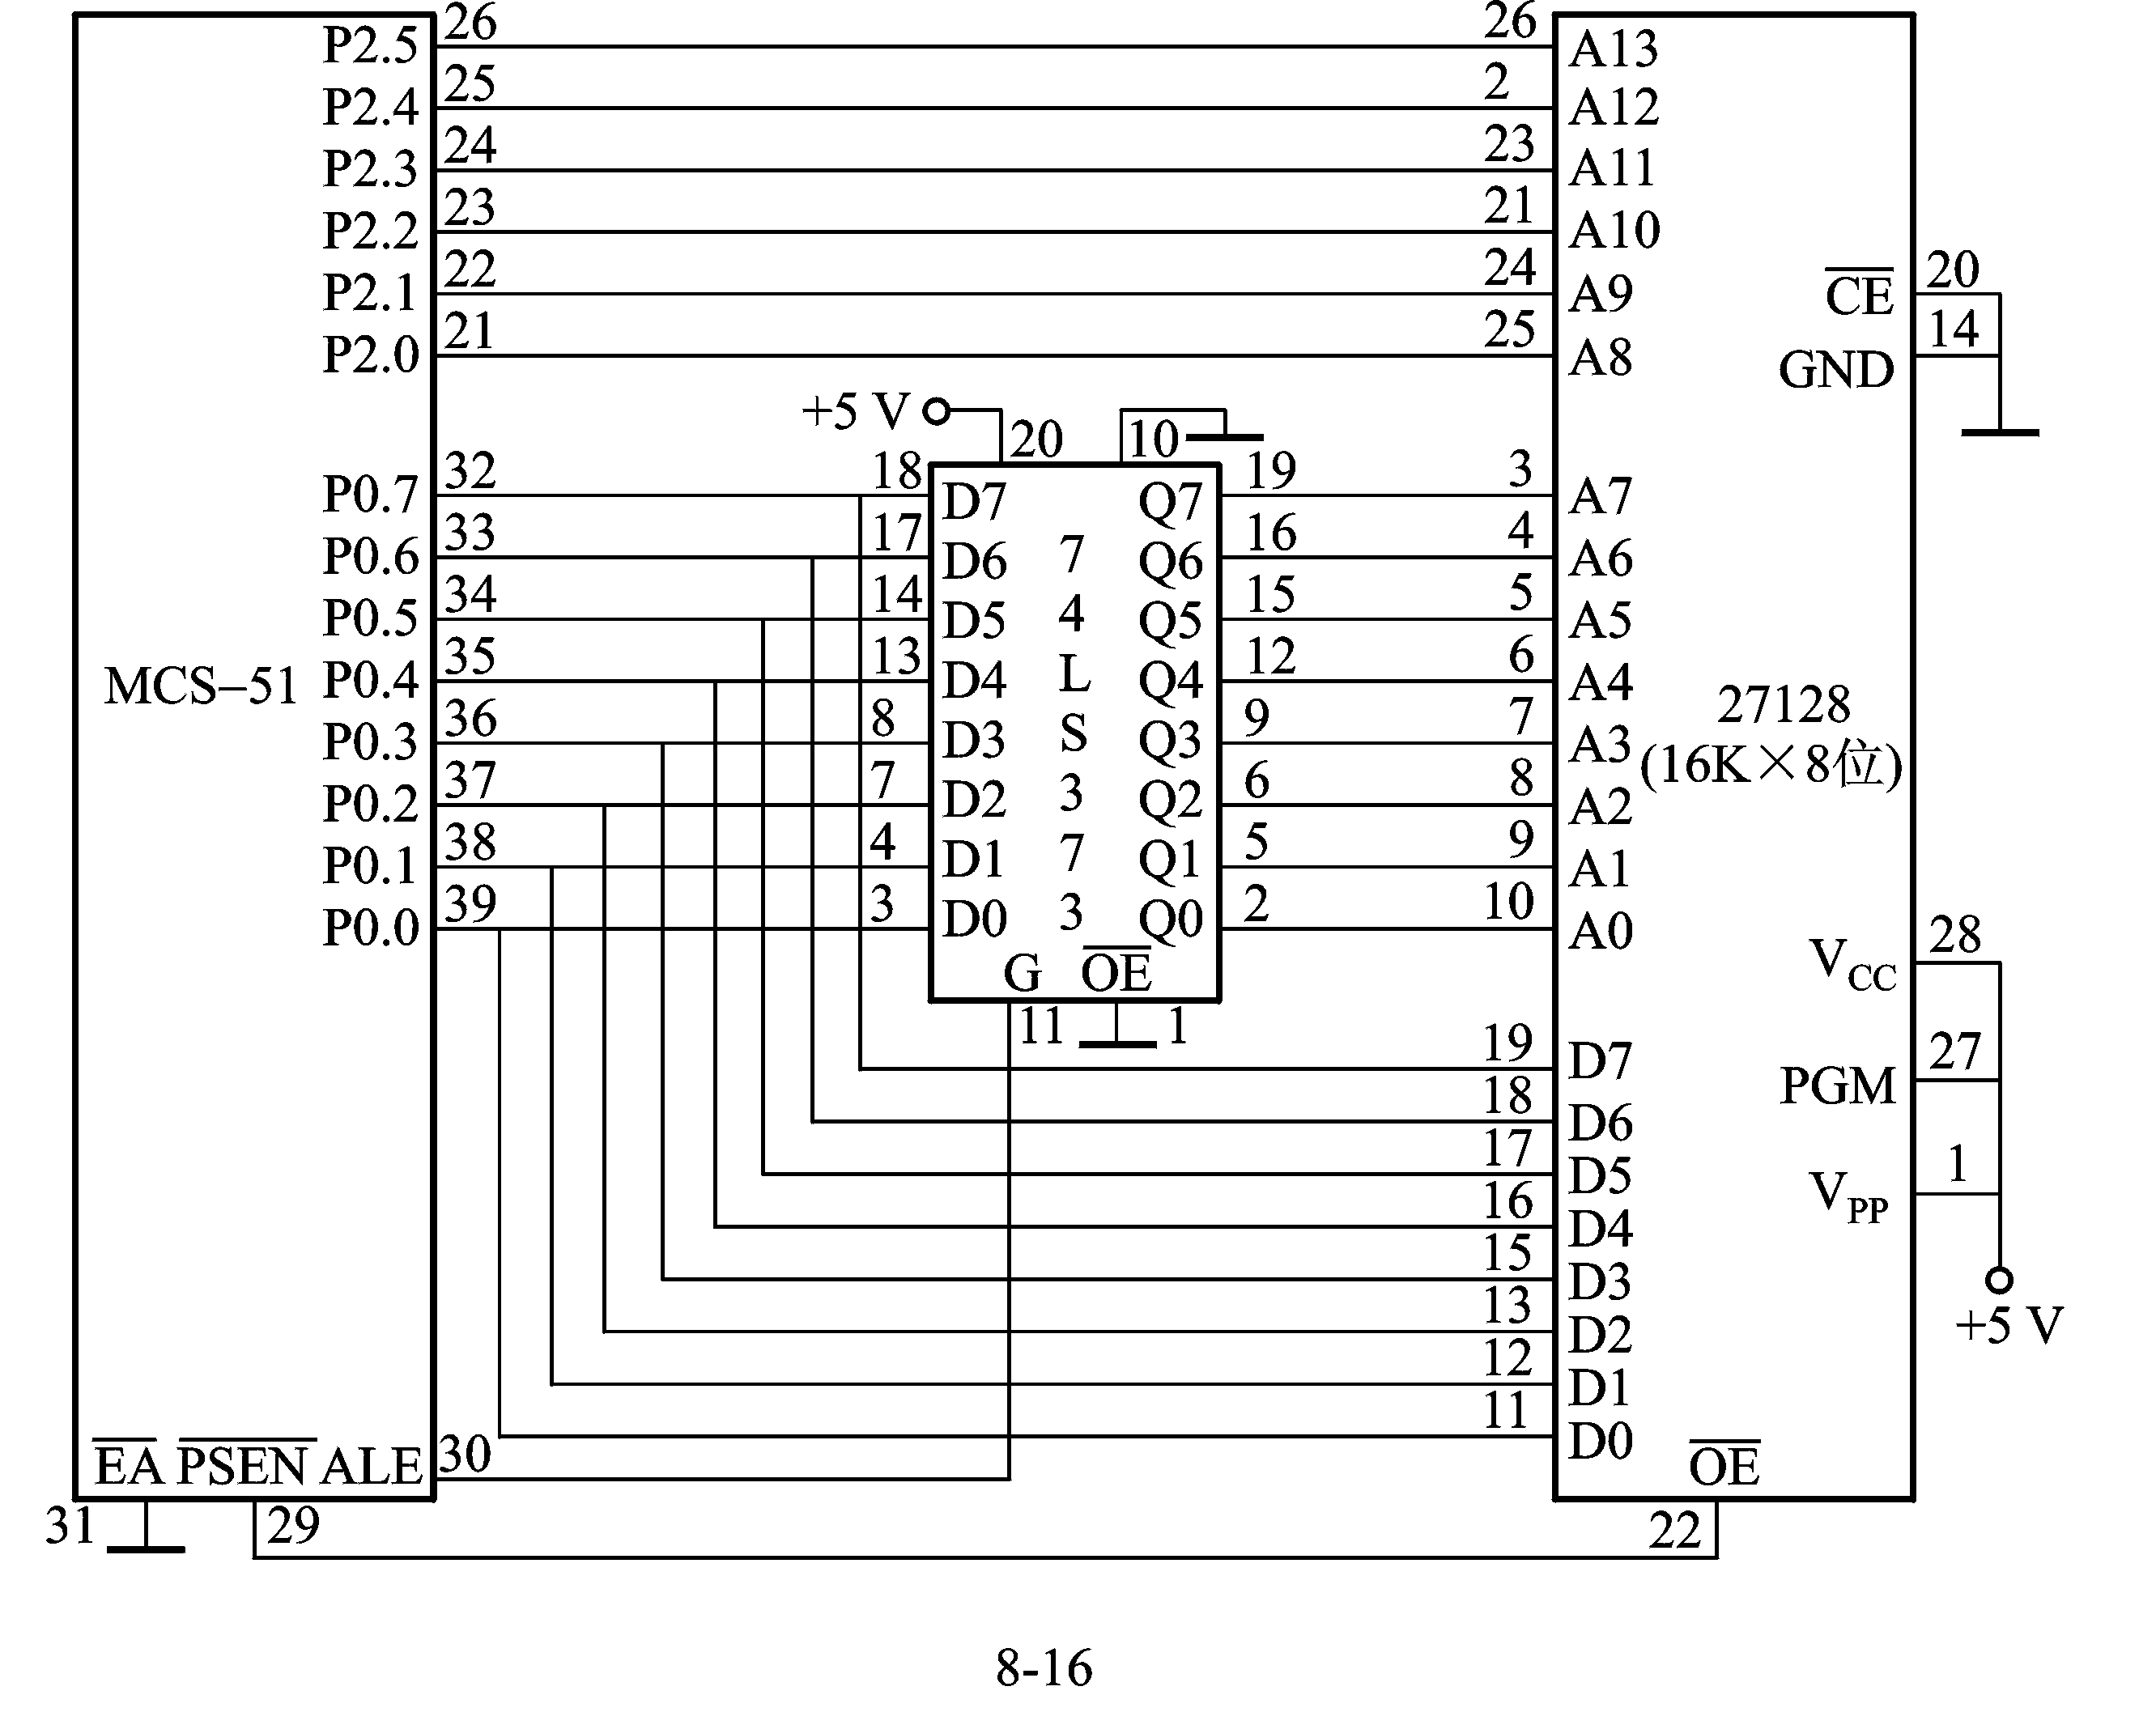 P2.5 26 26 A13
P2.4 25 2 A12
P2.3 24 23 A11
P2.2 23 21 A10
P2.1 22 24 A9 CE 20
P2.0 21 25 A8 GND 14
+5 V 20 10
P0.7 32 18 D7 Q7 19 3 A7
P0.6 33 17 D6 7 Q6 16 4 A6
P0.5 34 14 D5 4 Q5 15 5 A5
MCS–51 P0.4 35 13 D4 L Q4 12 6 A4 27128
P0.3 36 8 D3 S Q3 9 7 A3 (16K×8位)
P0.2 37 7 D2 3 Q2 6 8 A2
P0.1 38 4 D1 7 Q1 5 9 A1
P0.0 39 3 D0 3 Q0 2 10 A0
G OE VCC 28
11 1
19 D7 PGM 27
18 D6
17 D5 VPP 1
16 D4
15 D3
13 D2 +5 V
12 D1
11 D0
EA PSEN ALE 30 OE
31 29 22
8-16